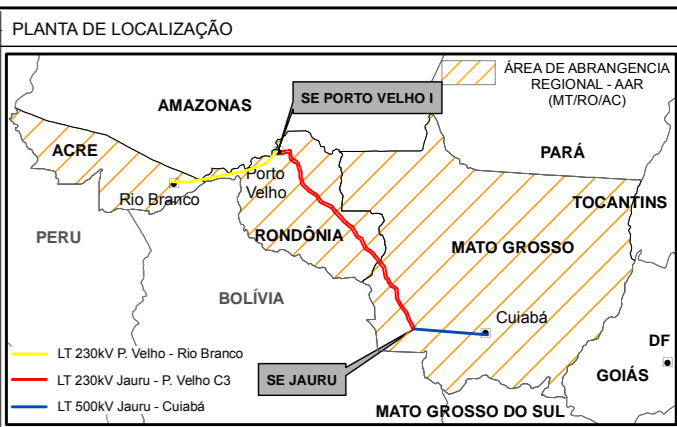 PLANTA DE LOCALIZAÇÃO
ÁREA DE ABRANGENCIA
REGIONAL - AAR
(MT/RO/AC)
SE PORTO VELHO I
AMAZONAS
ACRE
PARÁ
Porto
Velho
Rio Branco
TOCANTINS
PERU
RONDÔNIA
MATO GROSSO
BOLÍVIA
Cuiabá
DF
GOIÁS
LT 230kV P. Velho - Rio Branco
LT 230kV Jauru - P. Velho C3
LT 500kV Jauru - Cuiabá
SE JAURU
MATO GROSSO DO SUL